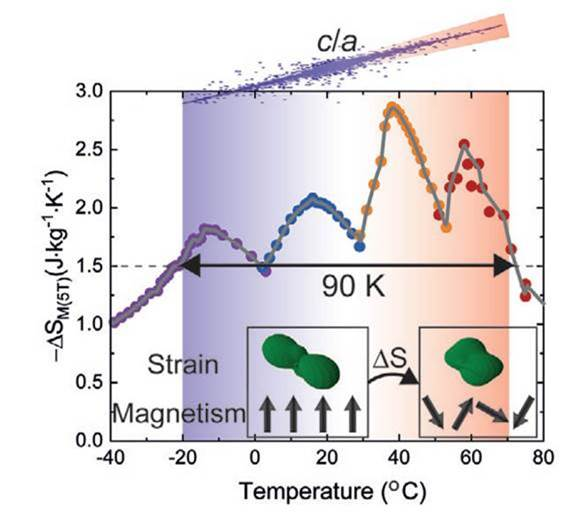 c/a
3.0
2.5
2.0
1.5
1.0
0.5
0.0
−ΔS_M(5T)(J·kg⁻¹·K⁻¹)
90 K
Strain
ΔS
Magnetism
-40 -20 0 20 40 60 80
Temperature (°C)